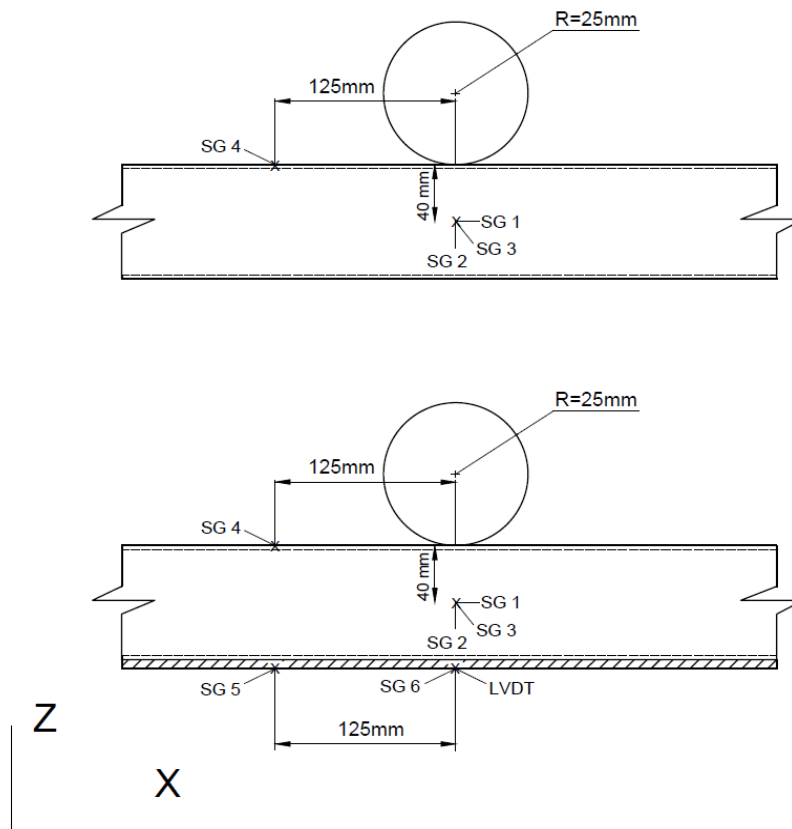 R=25mm
125mm
SG 4
40 mm
SG 1
SG 3
SG 2
R=25mm
125mm
SG 4
40 mm
SG 1
SG 3
SG 2
SG 5
SG 6
LVDT
125mm
Z
X